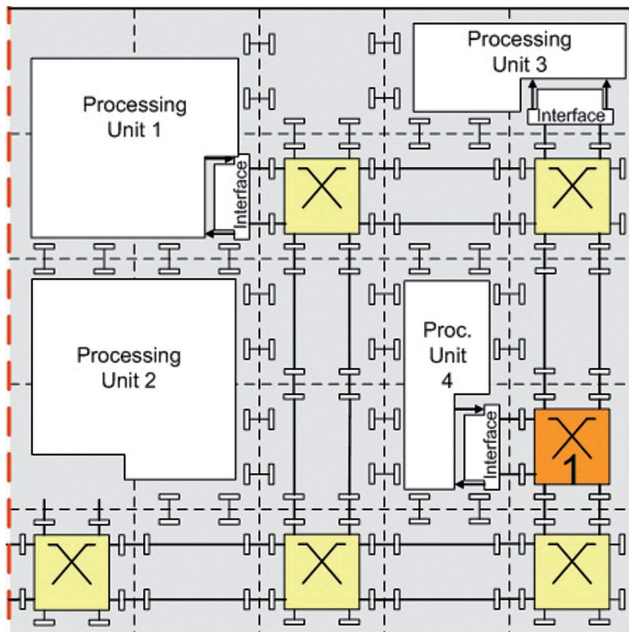 Processing
Unit 1
Interface
Processing
Unit 3
Interface
Processing
Unit 2
Proc.
Unit
4
Interface
1